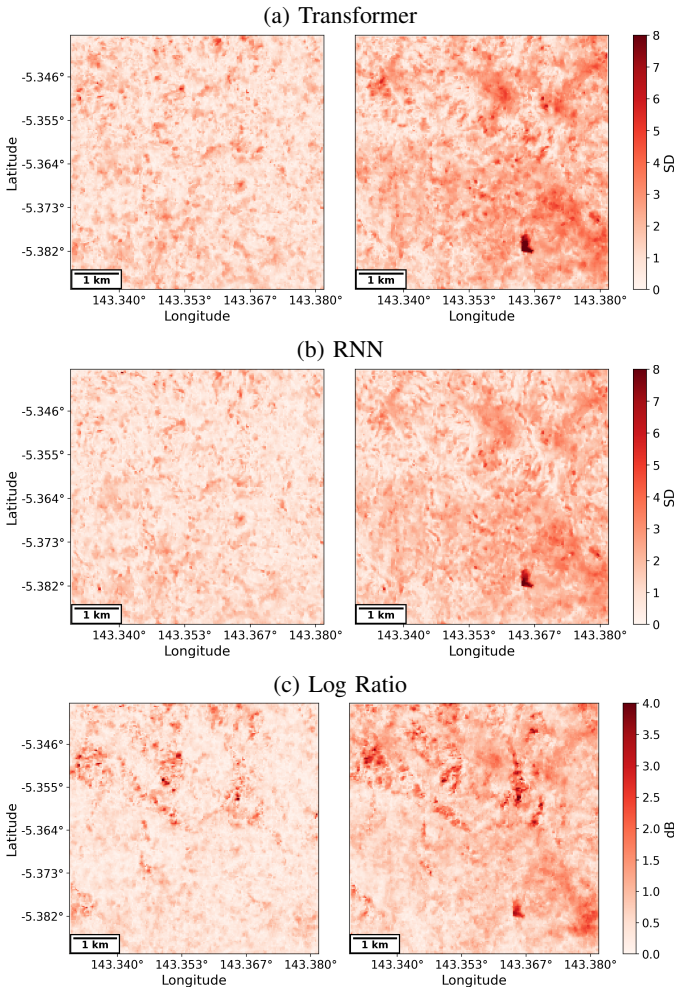 (a) Transformer
-5.346°
-5.355°
-5.364°
-5.373°
-5.382°
Latitude
1 km
1 km
143.340° 143.353° 143.367° 143.380°
143.340° 143.353° 143.367° 143.380°
Longitude
Longitude
8
7
6
5
4
3
2
1
0
SD
(b) RNN
-5.346°
-5.355°
-5.364°
-5.373°
-5.382°
Latitude
1 km
1 km
143.340° 143.353° 143.367° 143.380°
143.340° 143.353° 143.367° 143.380°
Longitude
Longitude
8
7
6
5
4
3
2
1
0
SD
(c) Log Ratio
-5.346°
-5.355°
-5.364°
-5.373°
-5.382°
Latitude
1 km
1 km
143.340° 143.353° 143.367° 143.380°
143.340° 143.353° 143.367° 143.380°
Longitude
Longitude
4.0
3.5
3.0
2.5
2.0
1.5
1.0
0.5
0.0
dB